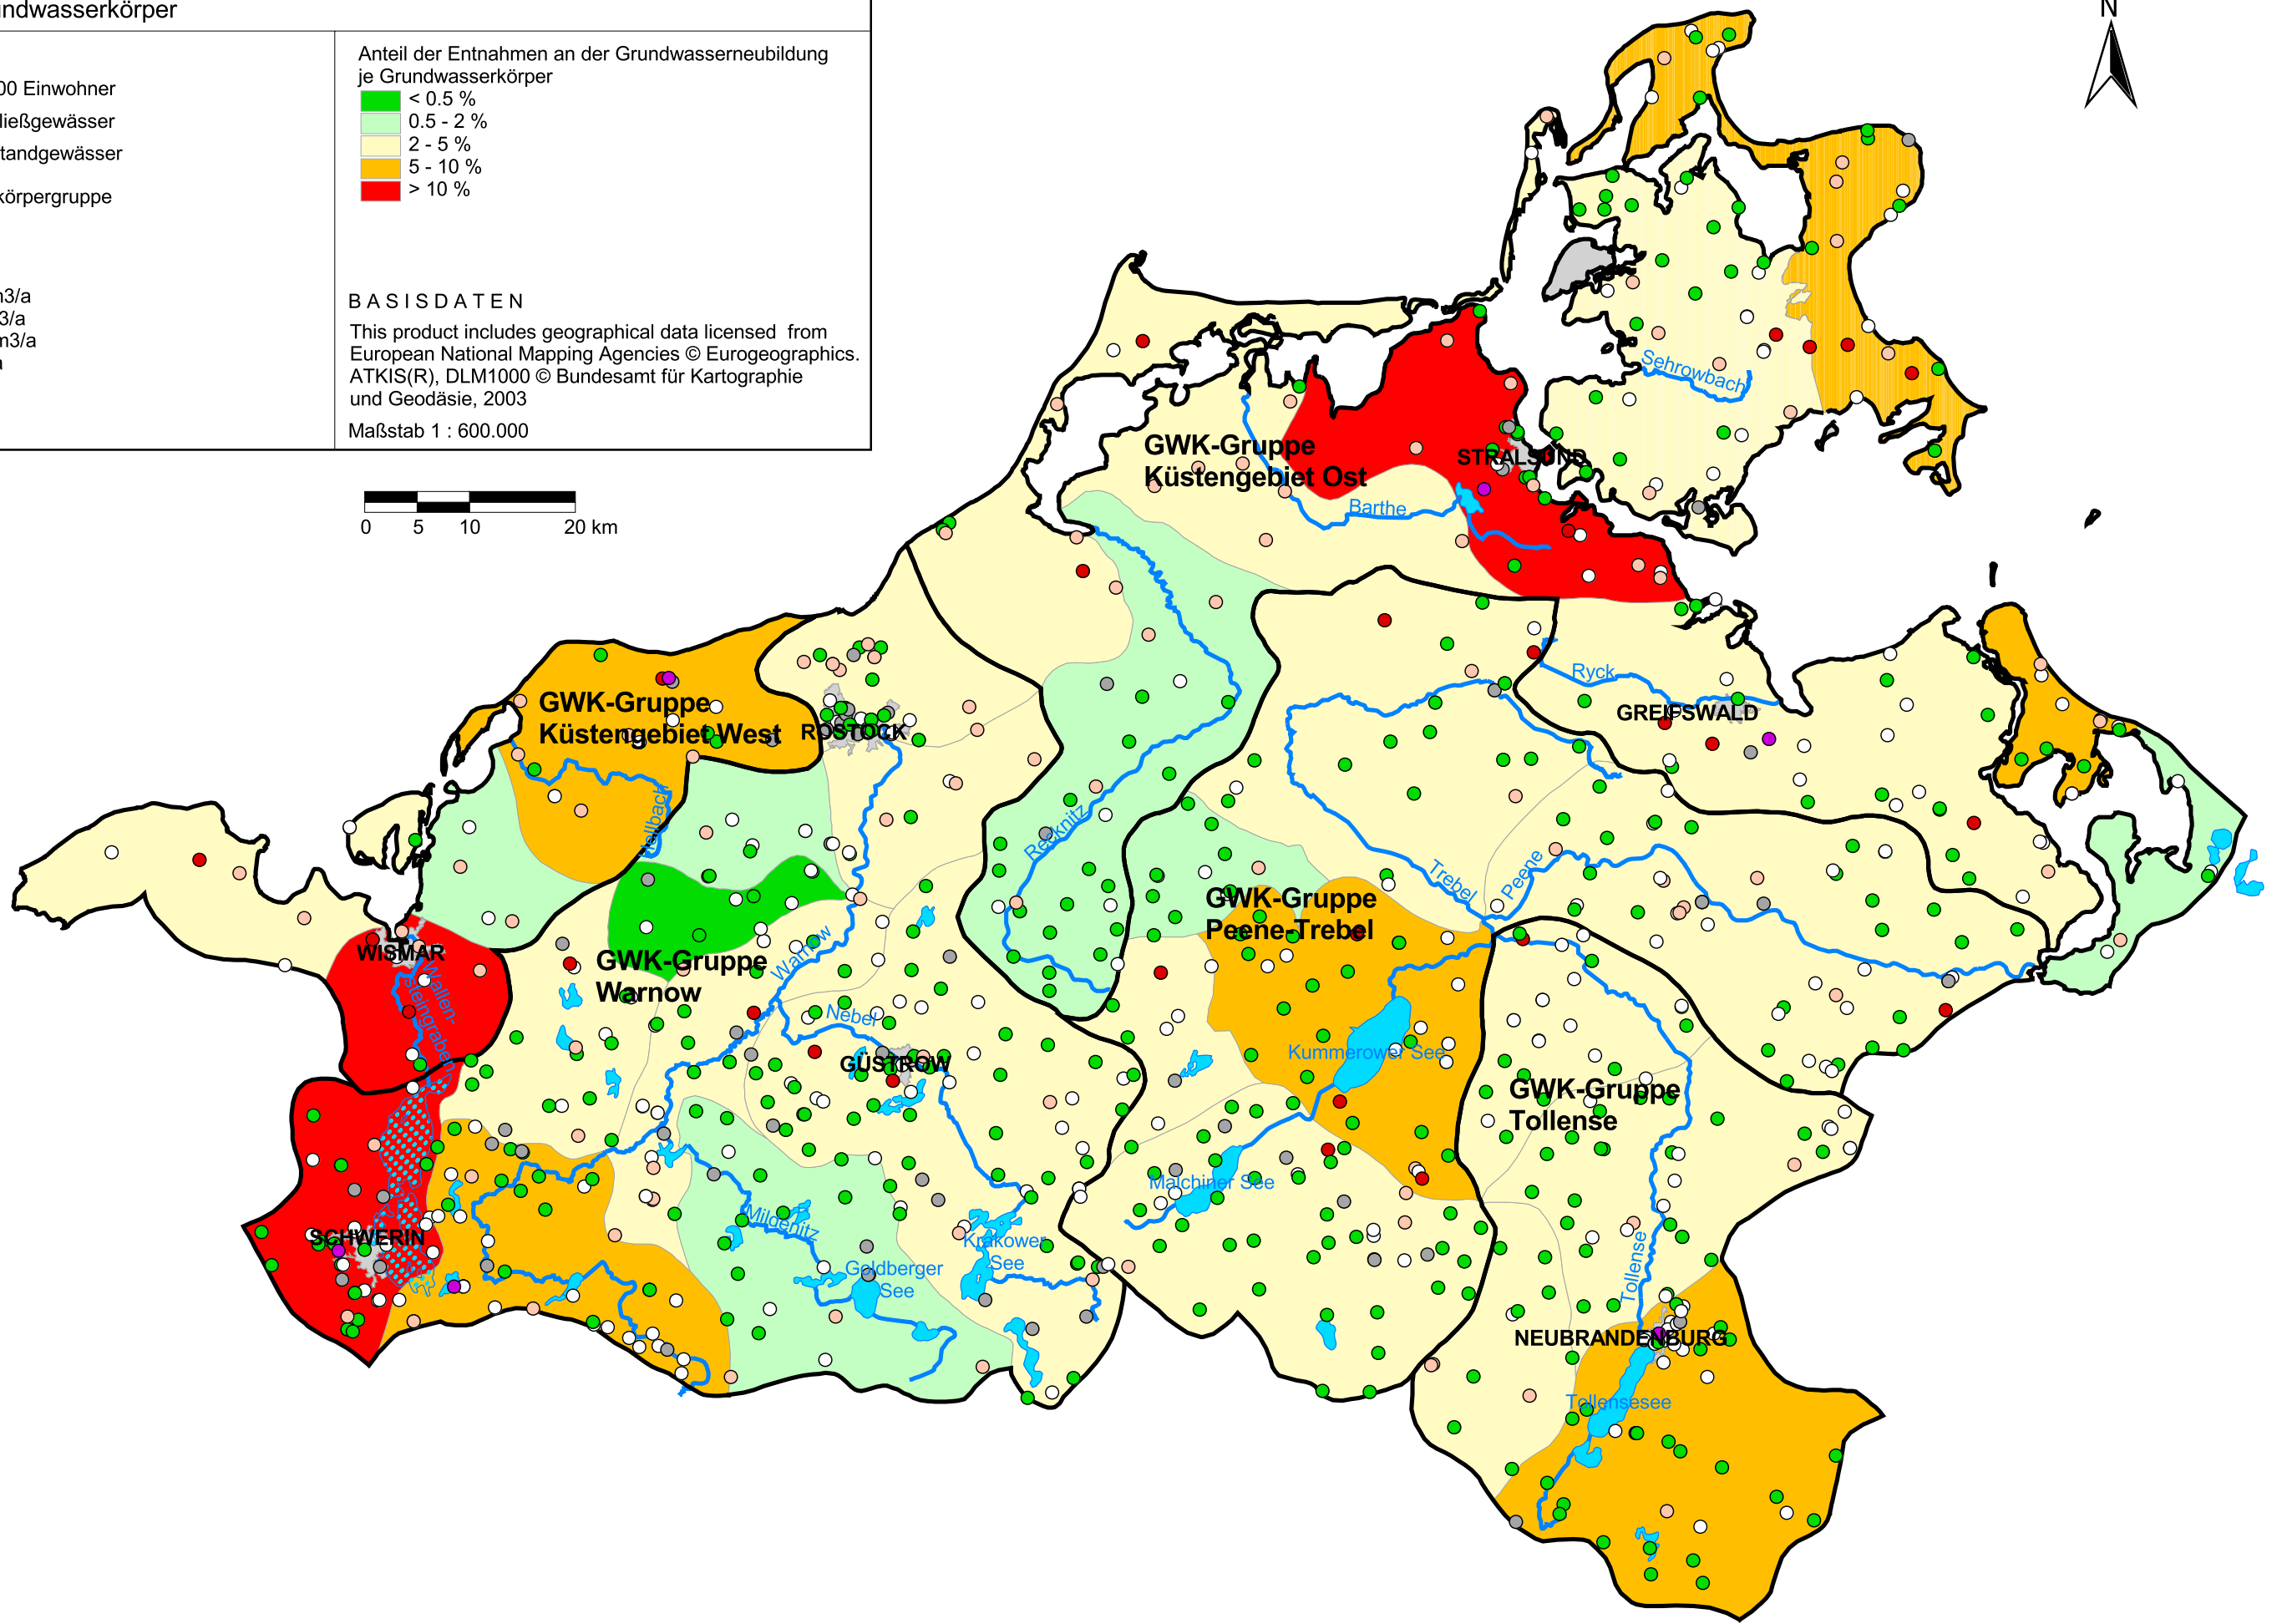 ndwasserkörper
00 Einwohner
ließgewässer
tandgewässer
körpergruppe
n3/a
3/a
m3/a
a
Anteil der Entnahmen an der Grundwasserneubildung
je Grundwasserkörper
< 0.5 %
0.5 - 2 %
2 - 5 %
5 - 10 %
> 10 %
B A S I S D A T E N
This product includes geographical data licensed from
European National Mapping Agencies © Eurogeographics.
ATKIS(R), DLM1000 © Bundesamt für Kartographie
und Geodäsie, 2003
Maßstab 1 : 600.000
0 5 10 20 km
N
Sehrowbach
GWK-Gruppe
Küstengebiet Ost
STRALSUND
Barthe
Ryck
GREIFSWALD
GWK-Gruppe
Küstengebiet West
ROSTOCK
Hellbach
Recknitz
Trebel
Peene
GWK-Gruppe
Peene-Trebel
WISMAR
Wallen-
steingraben
GWK-Gruppe
Warnow
Warnow
Nebel
GÜSTROW
Kummerower See
GWK-Gruppe
Tollense
Malchiner See
SCHWERIN
Mildenitz
Krakower
See
Goldberger
See
Tollense
NEUBRANDENBURG
Tollensesee